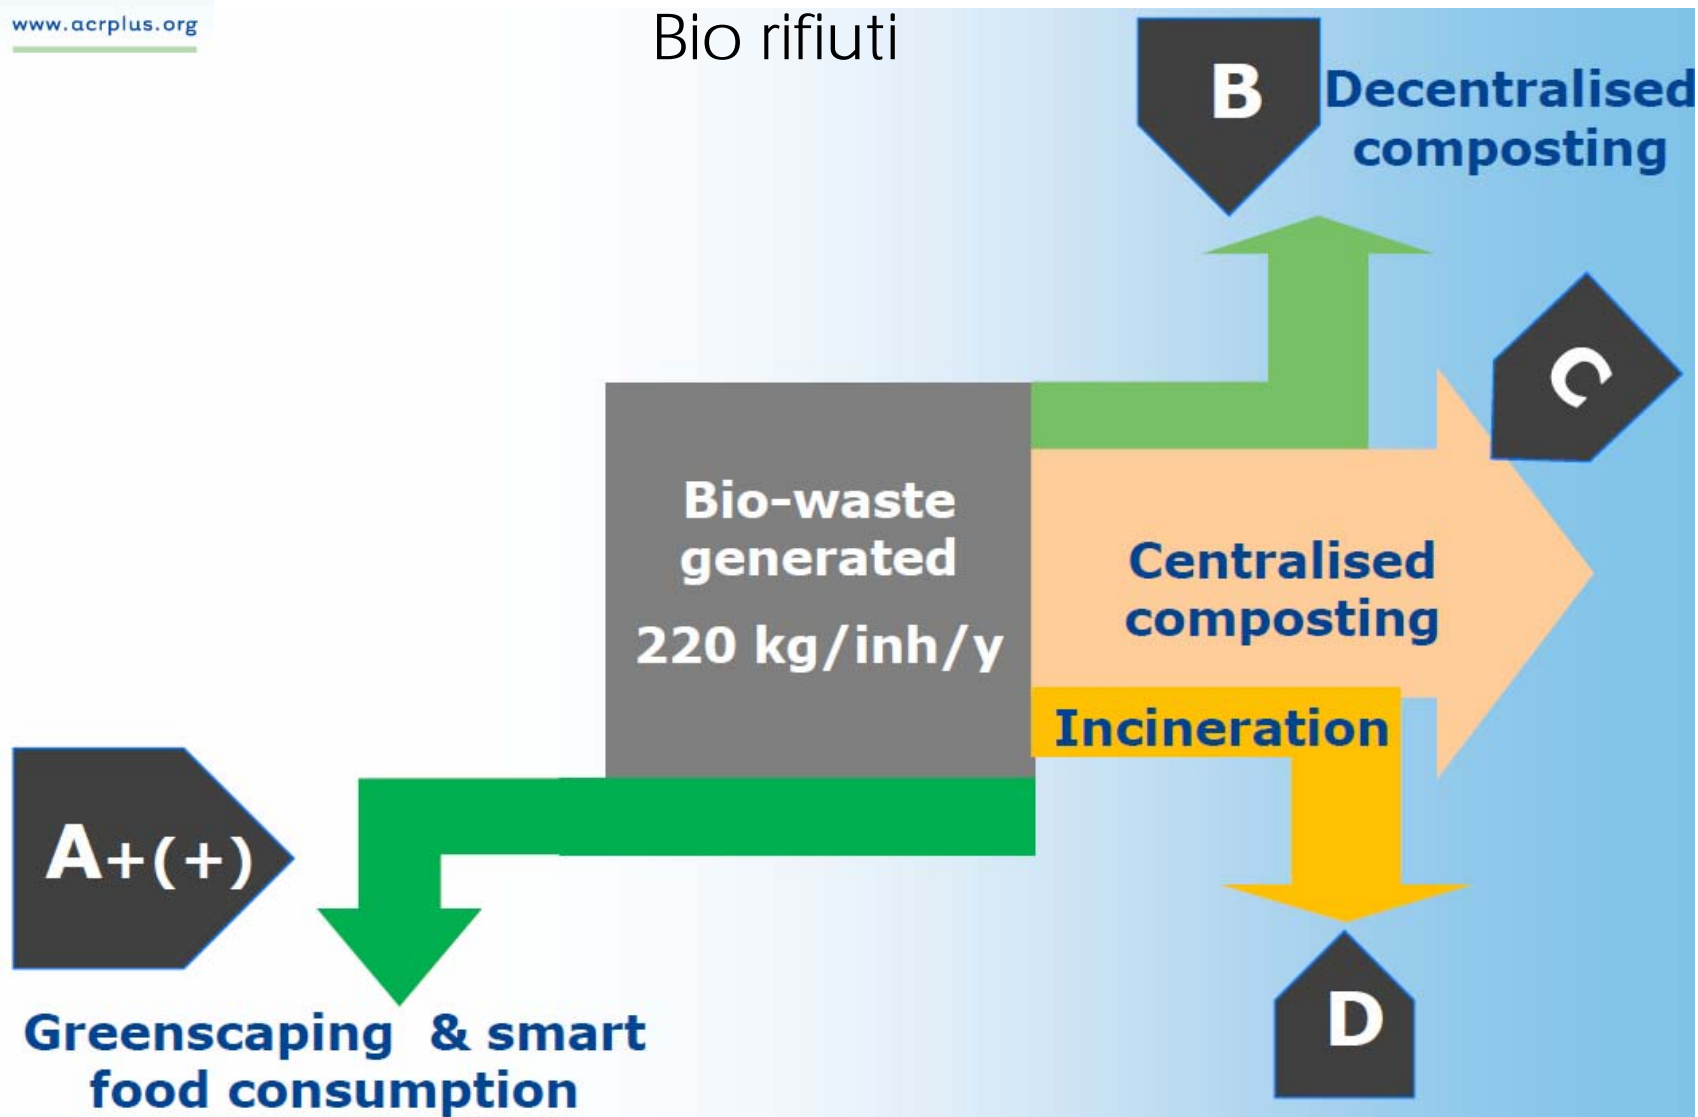 www.acrplus.org
Bio rifiuti
B
Decentralised
composting
C
Bio-waste
generated
220 kg/inh/y
Centralised
composting
Incineration
A+(+)
D
Greenscaping & smart
food consumption